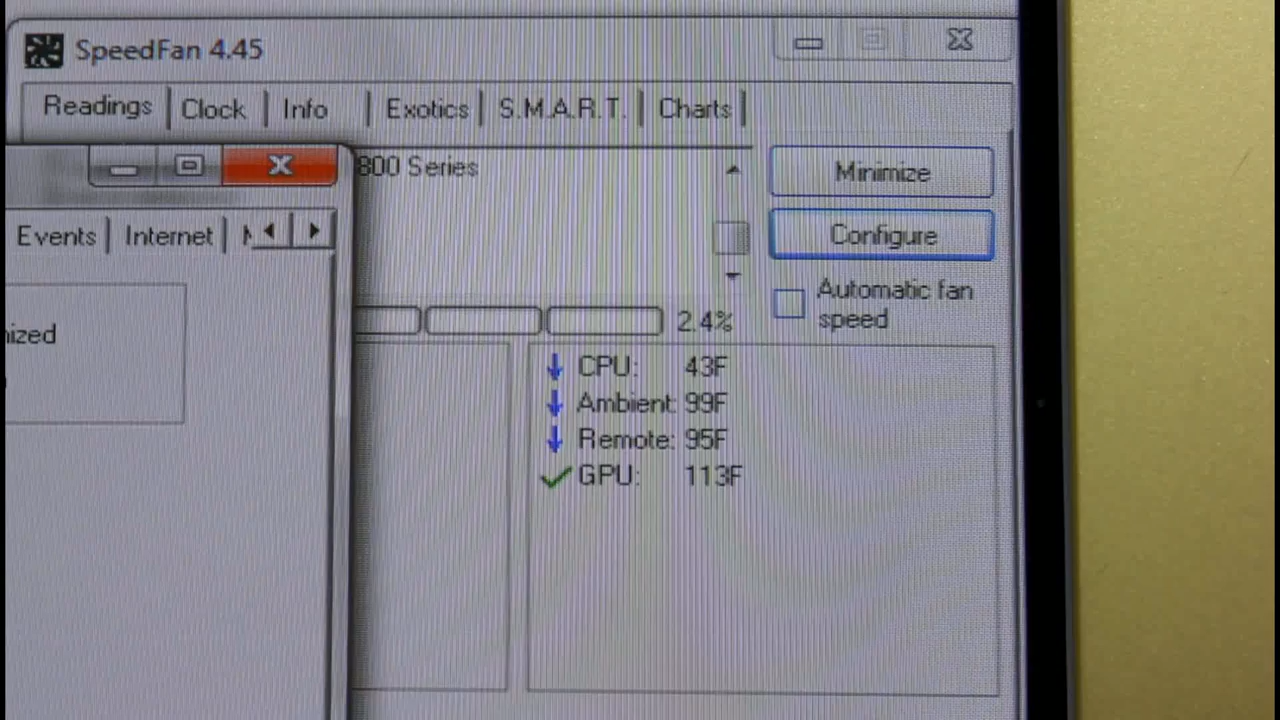 SpeedFan 4.45
Readings Clock Info Exotics S.M.A.R.T. Charts
800 Series
Minimize
Events Internet
Configure
Automatic fan
speed
2.4%
nized
CPU: 43F
Ambient: 99F
Remote: 95F
GPU: 113F